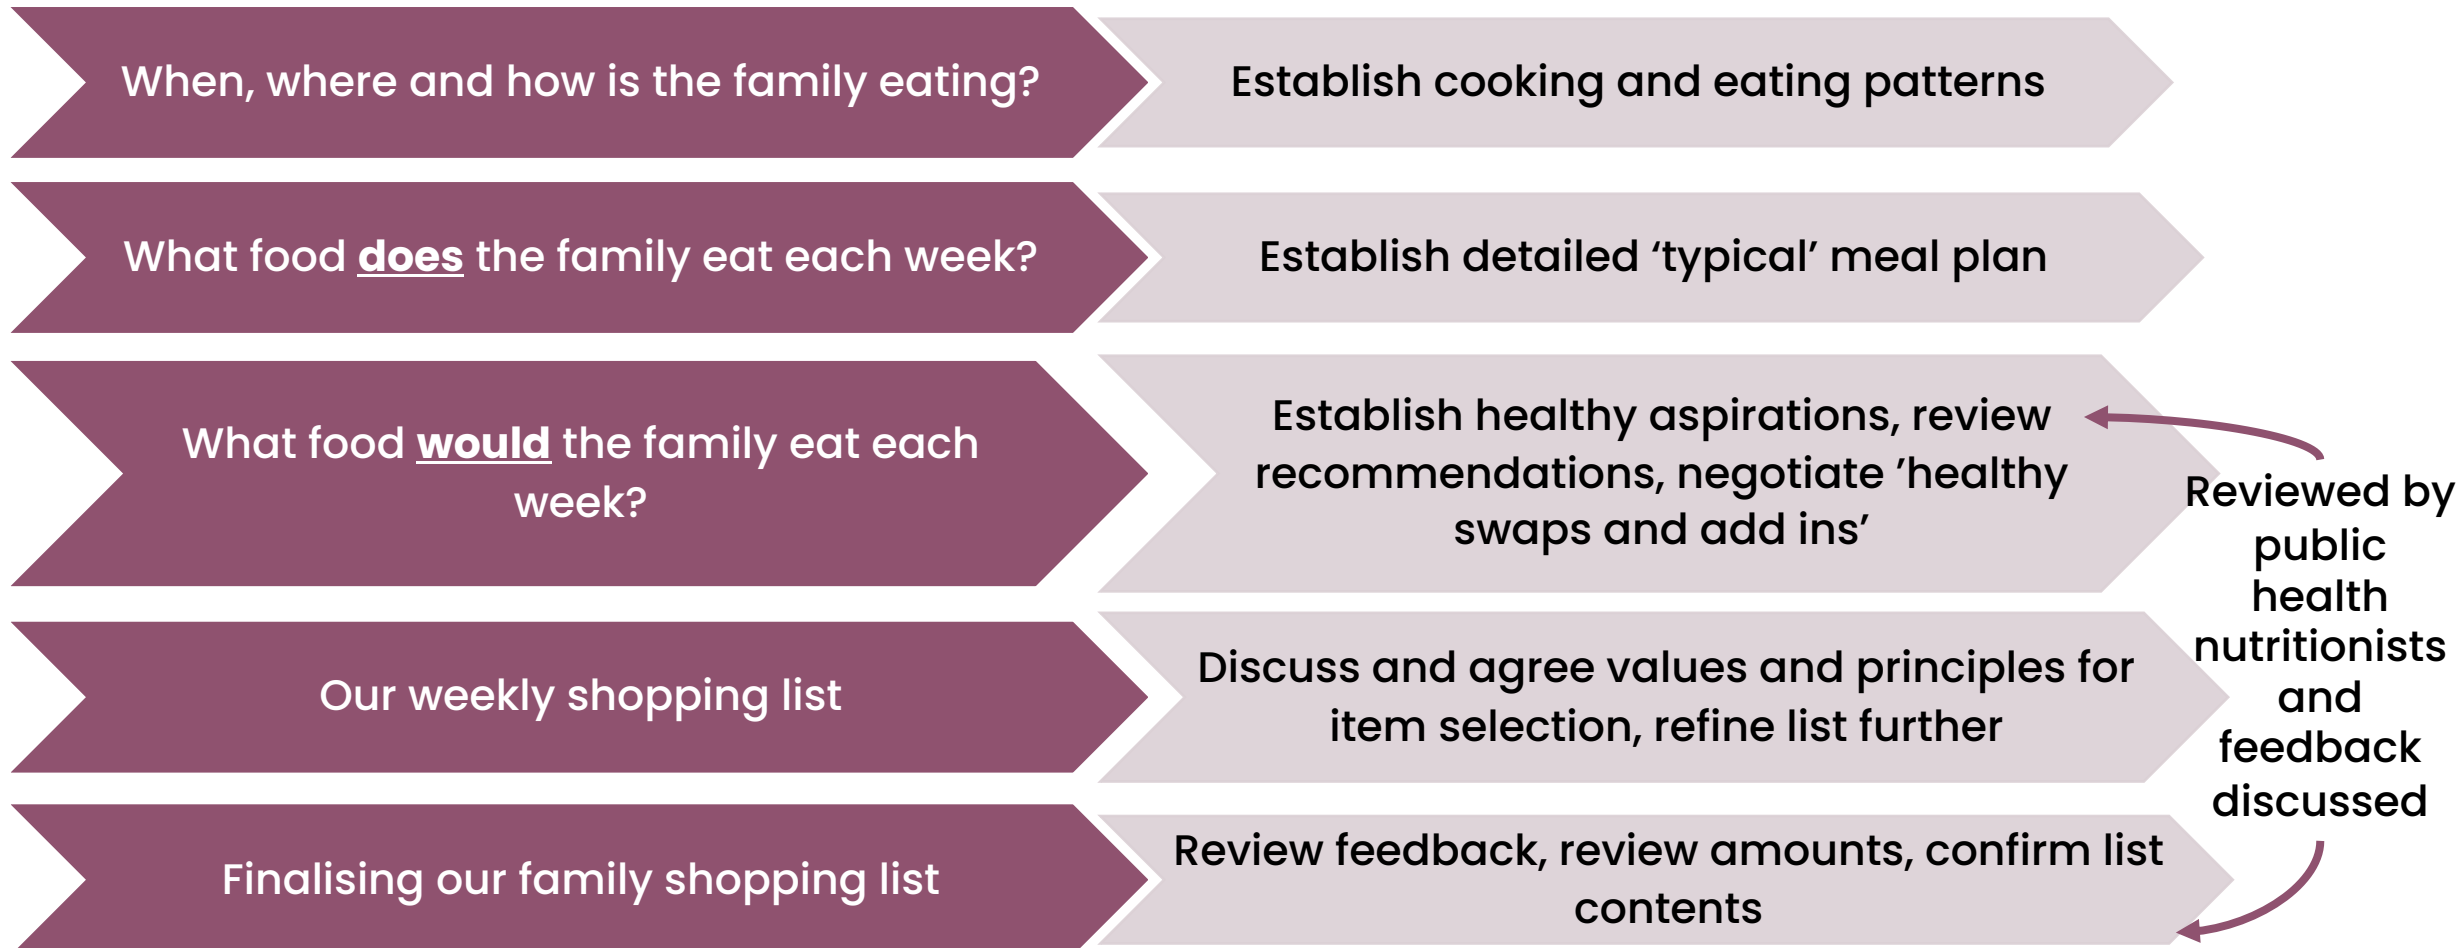 When, where and how is the family eating?
Establish cooking and eating patterns
What food does the family eat each week?
Establish detailed ‘typical’ meal plan
What food would the family eat each
week?
Establish healthy aspirations, review
recommendations, negotiate ’healthy
swaps and add ins’
Our weekly shopping list
Discuss and agree values and principles for
item selection, refine list further
Finalising our family shopping list
Review feedback, review amounts, confirm list
contents
Reviewed by
public
health
nutritionists
and
feedback
discussed